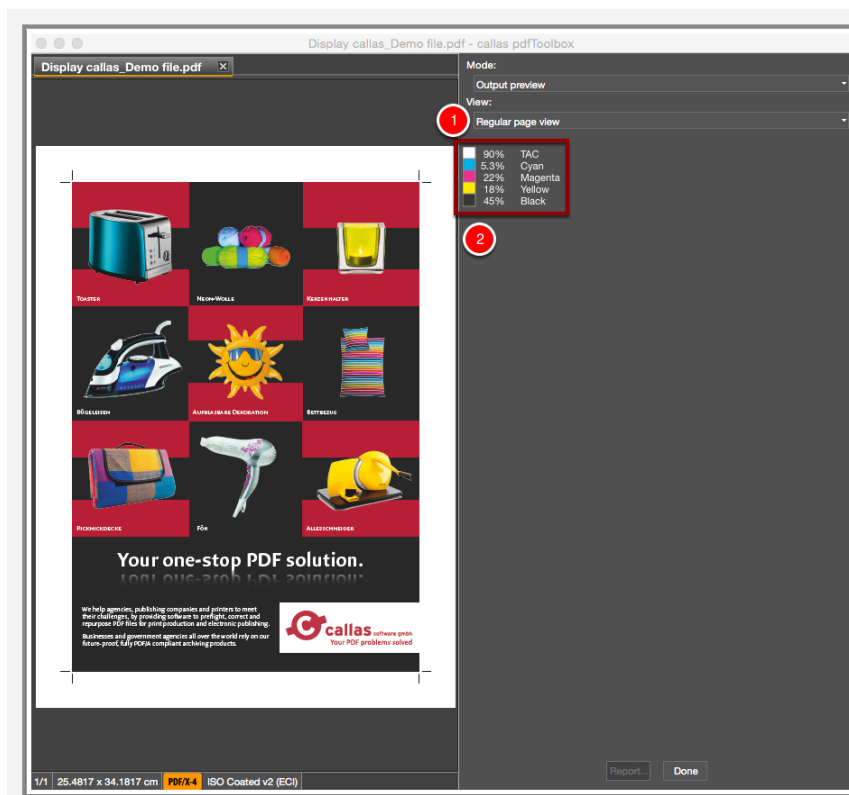 Display callas_Demo file.pdf - callas pdfToolbox
Display callas_Demo file.pdf
Mode:
Output preview
View:
1
Regular page view
90% TAC
5.3% Cyan
22% Magenta
18% Yellow
45% Black
2
Toaster
Neon-Wolle
Kerzenhalter
Bügeleisen
Aufblasbare Dekoration
Bettbezug
Picknickdecke
Fön
Allesschneider
Your one-stop PDF solution.
We help agencies, publishing companies and printers to meet
their challenges, by providing software to preflight, correct and
repurpose PDF files for print production and electronic publishing.
Businesses and government agencies all over the world rely on our
future-proof, fully PDF/A compliant archiving products.
callas software gmbh
Your PDF problems solved
Report...
Done
1/1 25.4817 x 34.1817 cm PDF/X-4 ISO Coated v2 (ECI)